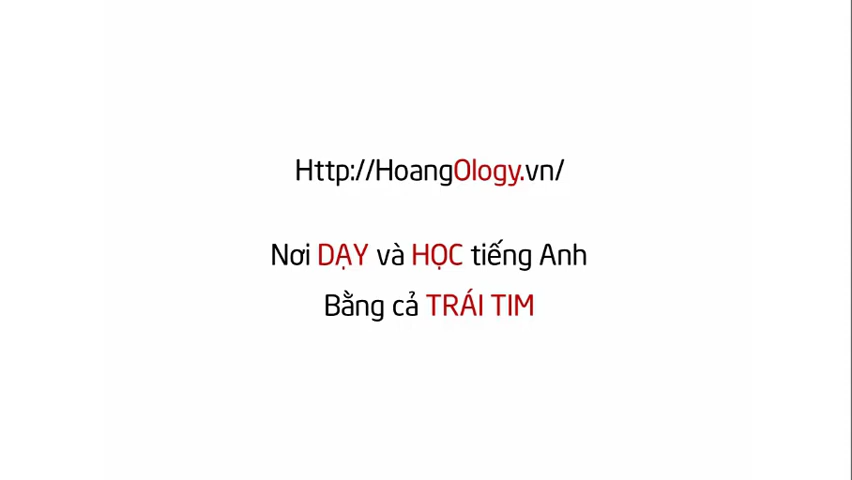 Http://HoangOlogy.vn/
Nơi DẠY và HỌC tiếng Anh
Bằng cả TRÁI TIM